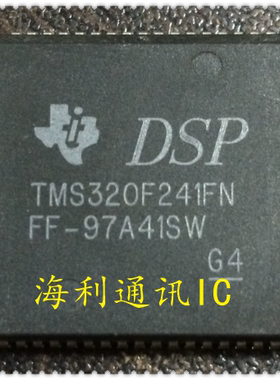 DSP
TMS320F241FN
FF-97A41SW
G4
海利通讯IC